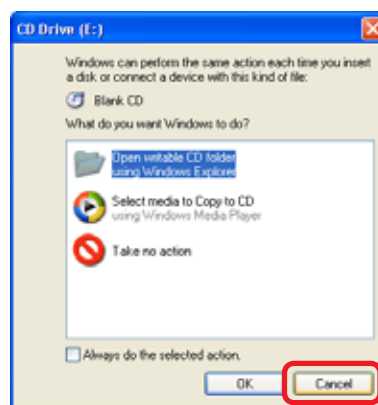 CD Drive (E:)
Windows can perform the same action each time you insert
a disk or connect a device with this kind of file:
Blank CD
What do you want Windows to do?
Open writable CD folder
using Windows Explorer
Select media to Copy to CD
using Windows Media Player
Take no action
Always do the selected action.
OK Cancel